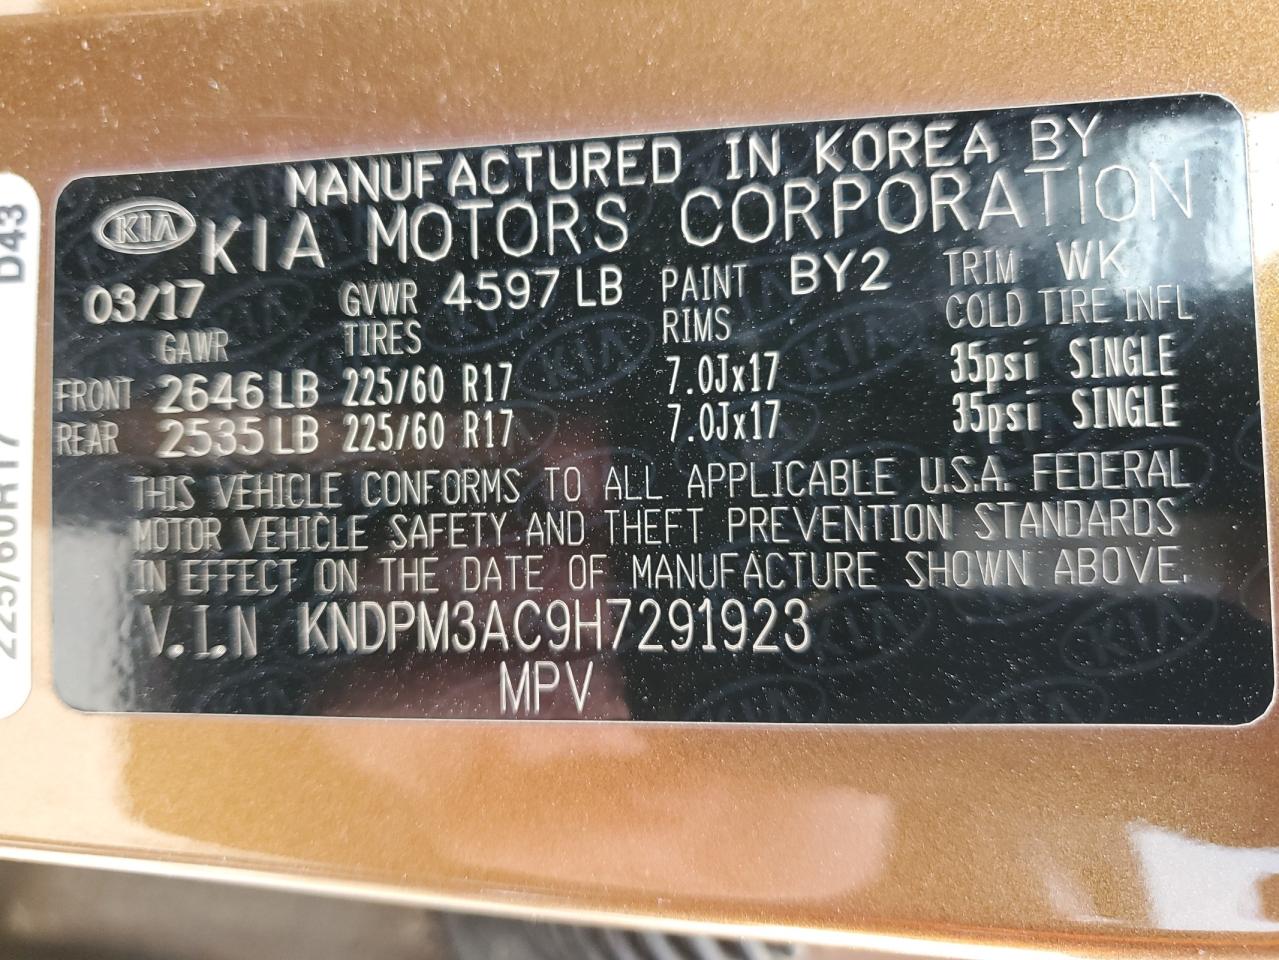 MANUFACTURED IN KOREA BY
KIA KIA MOTORS CORPORATION
03/17 GVWR 4597 LB PAINT BY2 TRIM WK
GAWR TIRES RIMS COLD TIRE INFL
FRONT 2646 LB 225/60 R17 7.0Jx17 35psi SINGLE
REAR 2535 LB 225/60 R17 7.0Jx17 35psi SINGLE
THIS VEHICLE CONFORMS TO ALL APPLICABLE U.S.A. FEDERAL
MOTOR VEHICLE SAFETY AND THEFT PREVENTION STANDARDS
IN EFFECT ON THE DATE OF MANUFACTURE SHOWN ABOVE.
V.I.N KNDPM3AC9H7291923
MPV
D43
225/60R17